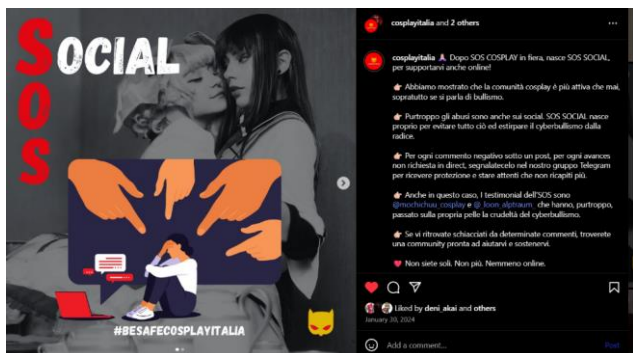 SOS
SOCIAL
#BESAFECOSPLAYITALIA
cosplayitalia and 2 others
cosplayitalia Dopo SOS COSPLAY in fiera, nasce SOS SOCIAL,
per supportarvi anche online!
Abbiamo mostrato che la comunità cosplay è più attiva che mai,
sopratutto se si parla di bullismo.
Purtroppo gli abusi sono anche sui social. SOS SOCIAL nasce
proprio per evitare tutto ciò ed estirpare il cyberbullismo dalla
radice.
Per ogni commento negativo sotto un post, per ogni avances
non richiesta in direct, segnalatecelo nel nostro gruppo Telegram
per ricevere protezione e stare attenti che non ricapiti più.
Anche in questo caso, I testimonial dell'SOS sono
@mochichuu_cosplay e @_loon_alptraum_ che hanno, purtroppo,
passato sulla propria pelle la crudeltà del cyberbullismo.
Se vi ritrovate schiacciati da determinate commenti, troverete
una community pronta ad aiutarvi e sostenervi.
Non siete soli. Non più. Nemmeno online.
Liked by deni_akai and others
January 30, 2024
Add a comment...
Post